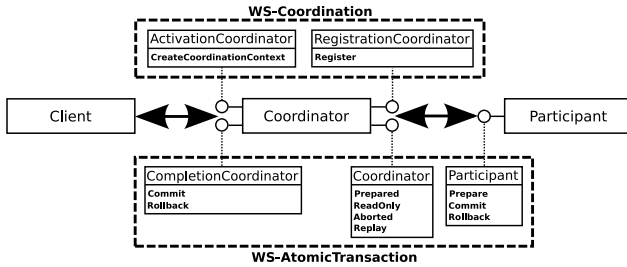 WS-Coordination
ActivationCoordinator
CreateCoordinationContext
RegistrationCoordinator
Register
Client
Coordinator
Participant
CompletionCoordinator
Commit
Rollback
Coordinator
Prepared
ReadOnly
Aborted
Replay
Participant
Prepare
Commit
Rollback
WS-AtomicTransaction